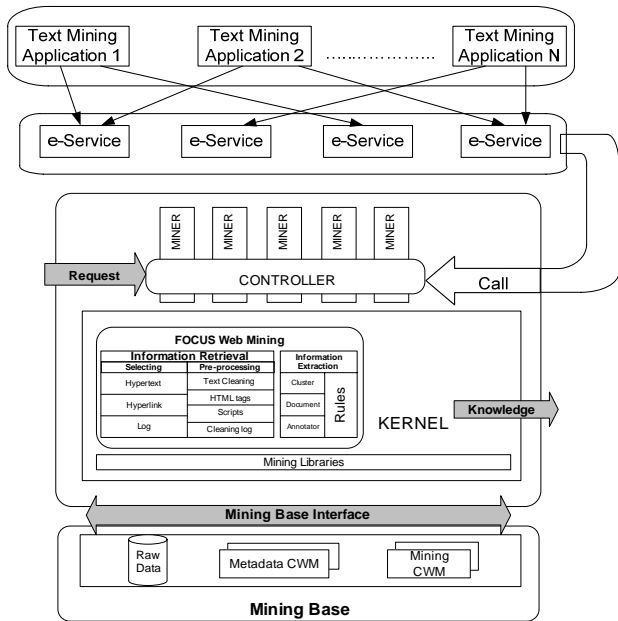 Text Mining
Application 1
Text Mining
Application 2
.........................
Text Mining
Application N
e-Service
e-Service
e-Service
e-Service
MINER
MINER
MINER
MINER
MINER
Request
CONTROLLER
Call
FOCUS Web Mining
Information Retrieval
Selecting
Pre-processing
Hypertext
Hyperlink
Log
Text Cleaning
HTML tags
Scripts
Cleaning log
Information
Extraction
Cluster
Document
Annotator
Rules
KERNEL
Knowledge
Mining Libraries
Mining Base Interface
Raw
Data
Metadata CWM
Mining
CWM
Mining Base